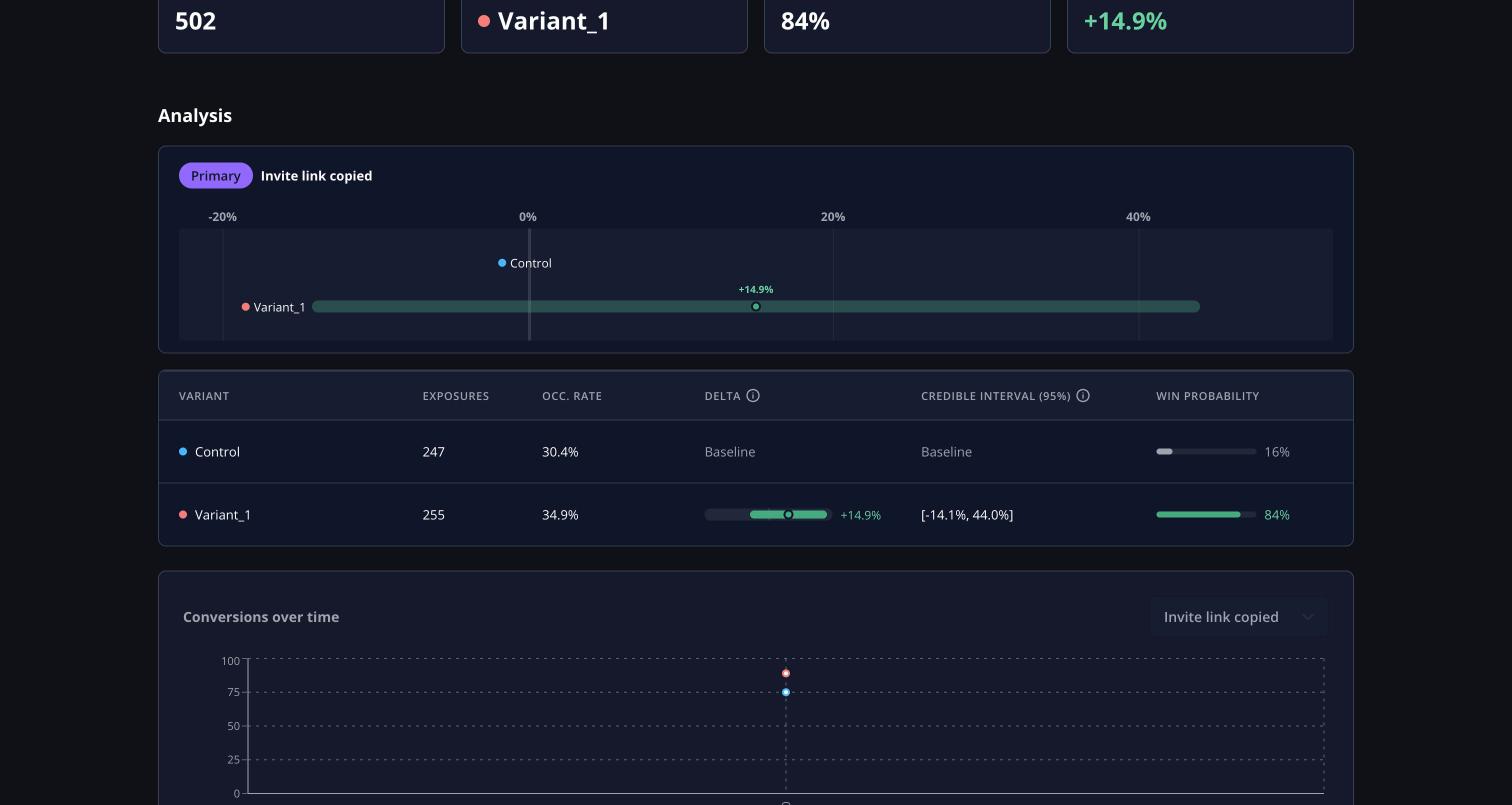 502
Variant_1
84%
+14.9%
Analysis
Primary Invite link copied
-20% 0% 20% 40%
Control
+14.9%
Variant_1
VARIANT EXPOSURES OCC. RATE DELTA CREDIBLE INTERVAL (95%) WIN PROBABILITY
Control 247 30.4% Baseline Baseline 16%
Variant_1 255 34.9% +14.9% [-14.1%, 44.0%] 84%
Conversions over time Invite link copied
100
75
50
25
0